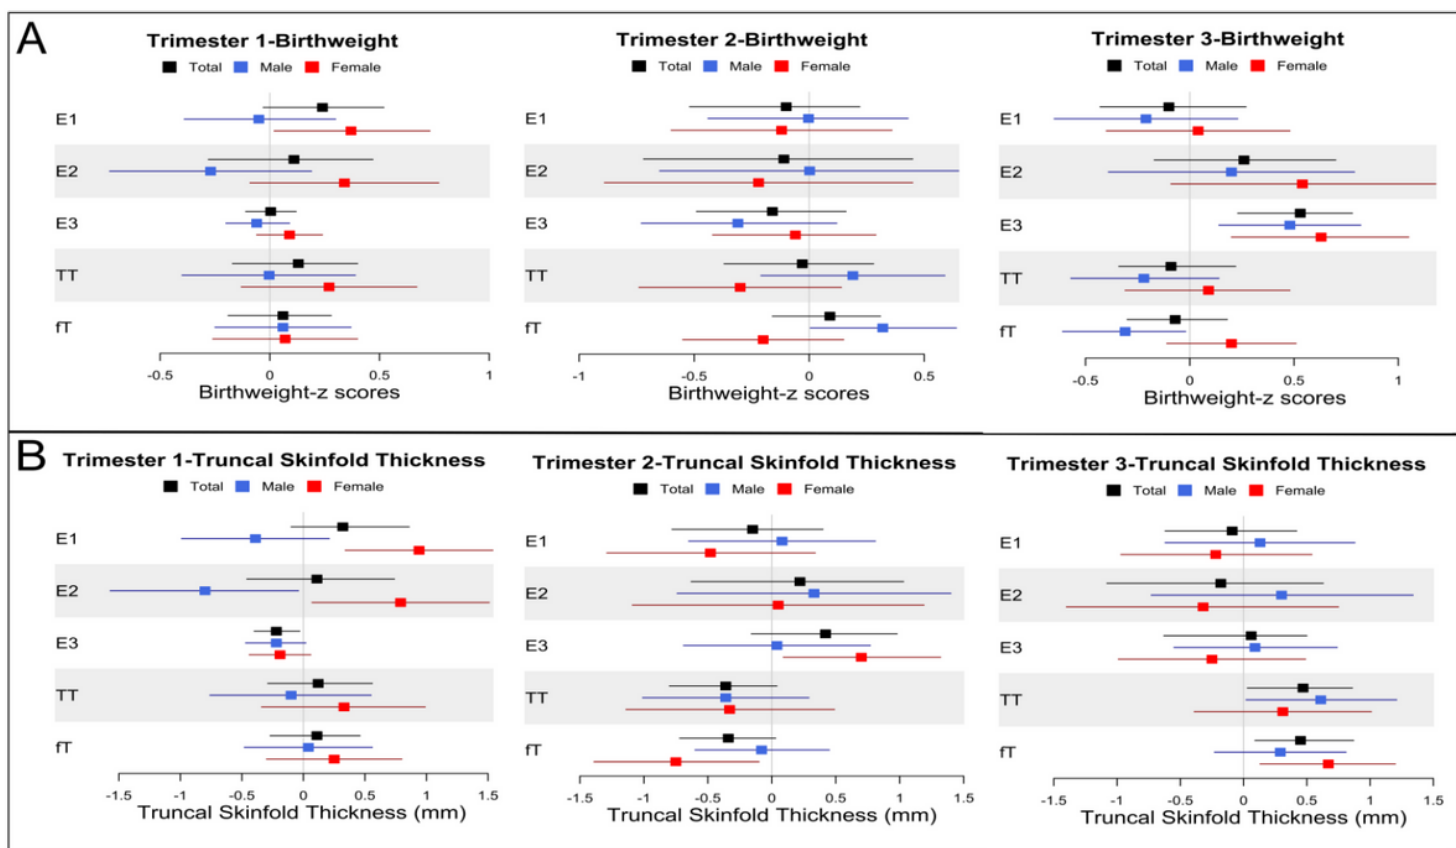 A
Trimester 1-Birthweight
Total Male Female
E1
E2
E3
TT
fT
-0.5 0 0.5 1
Birthweight-z scores
Trimester 2-Birthweight
Total Male Female
E1
E2
E3
TT
fT
-1 -0.5 0 0.5
Birthweight-z scores
Trimester 3-Birthweight
Total Male Female
E1
E2
E3
TT
fT
-0.5 0 0.5 1
Birthweight-z scores
B
Trimester 1-Truncal Skinfold Thickness
Total Male Female
E1
E2
E3
TT
fT
-1.5 -1 -0.5 0 0.5 1 1.5
Truncal Skinfold Thickness (mm)
Trimester 2-Truncal Skinfold Thickness
Total Male Female
E1
E2
E3
TT
fT
-1.5 -1 -0.5 0 0.5 1 1.5
Truncal Skinfold Thickness (mm)
Trimester 3-Truncal Skinfold Thickness
Total Male Female
E1
E2
E3
TT
fT
-1.5 -1 -0.5 0 0.5 1 1.5
Truncal Skinfold Thickness (mm)